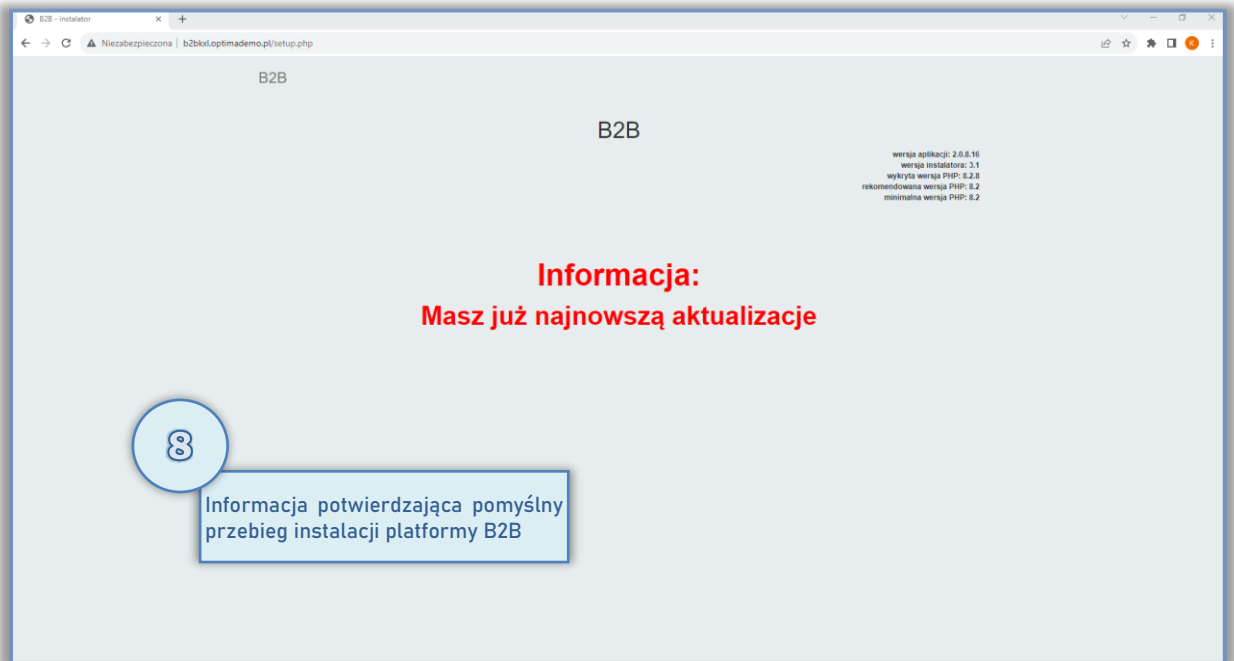 B2B - instalator
Niezabezpieczona | b2bkxl.optimademo.pl/setup.php
K
B2B
B2B
wersja aplikacji: 2.0.8.16
wersja instalatora: 3.1
wykryta wersja PHP: 8.2.8
rekomendowana wersja PHP: 8.2
minimalna wersja PHP: 8.2
Informacja:
Masz już najnowszą aktualizacje
8
Informacja potwierdzająca pomyślny
przebieg instalacji platformy B2B